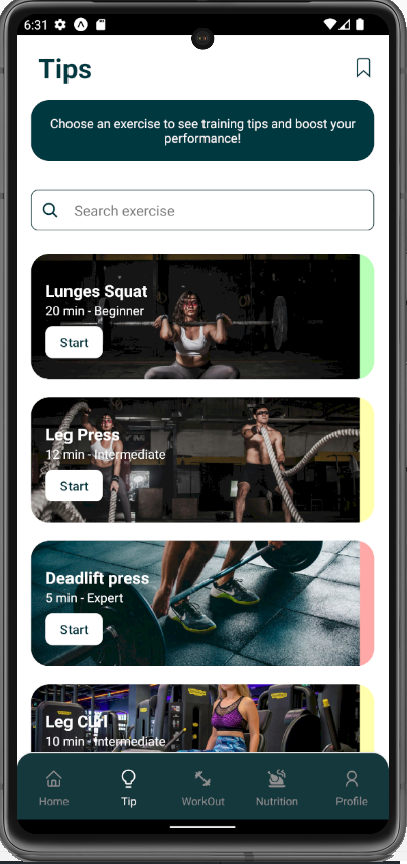 6:31
Tips
Choose an exercise to see training tips and boost your
performance!
Search exercise
Lunges Squat
20 min - Beginner
Start
Leg Press
12 min - Intermediate
Start
Deadlift press
5 min - Expert
Start
Leg Curl
10 min - Intermediate
Home
Tip
WorkOut
Nutrition
Profile